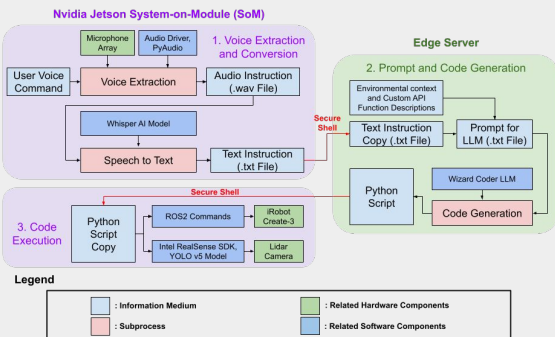 Nvidia Jetson System-on-Module (SoM)
Microphone
Array
Audio Driver,
PyAudio
1. Voice Extraction
and Conversion
User Voice
Command
Voice Extraction
Audio Instruction
(.wav File)
Whisper AI Model
Speech to Text
Text Instruction
(.txt File)
Secure
Shell
Edge Server
2. Prompt and Code Generation
Environmental context
and Custom API
Function Descriptions
Text Instruction
Copy (.txt File)
Prompt for
LLM (.txt File)
Wizard Coder LLM
Code Generation
Python
Script
Secure Shell
3. Code
Execution
Python
Script
Copy
ROS2 Commands
iRobot
Create-3
Intel RealSense SDK,
YOLO v5 Model
Lidar
Camera
Legend
: Information Medium
: Related Hardware Components
: Subprocess
: Related Software Components